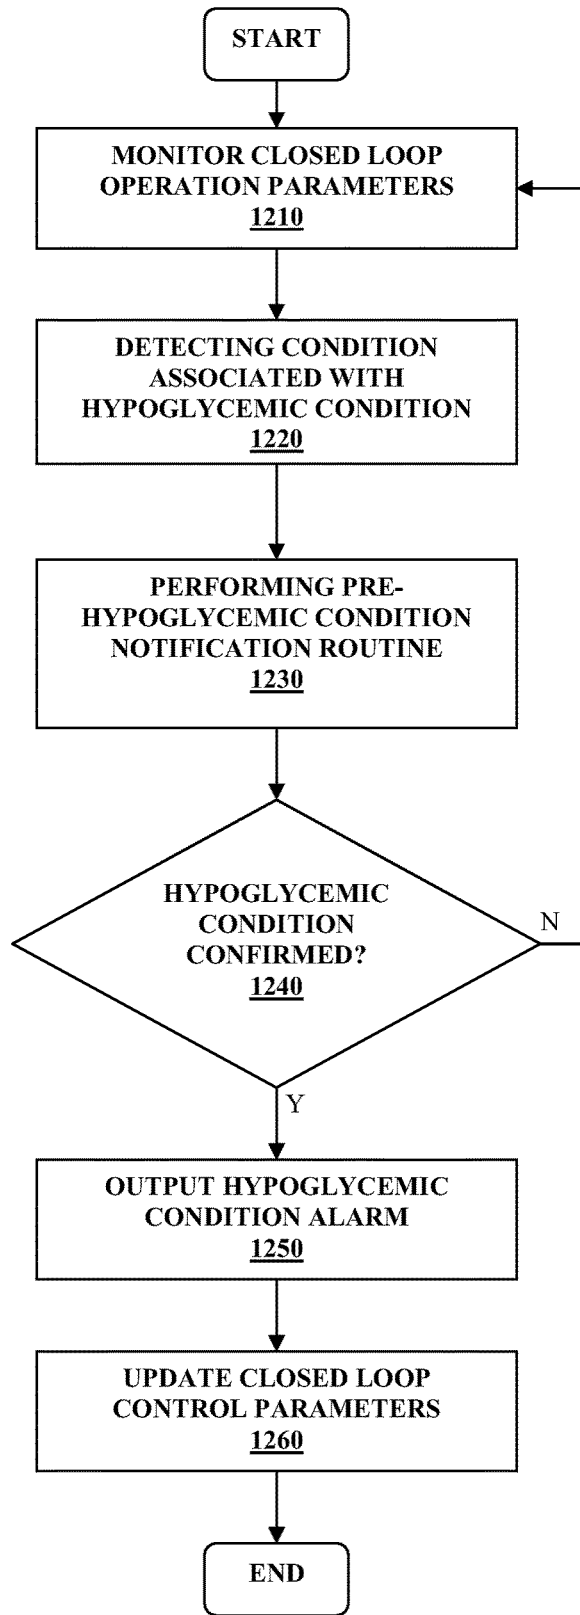 START
MONITOR CLOSED LOOP
OPERATION PARAMETERS
1210
DETECTING CONDITION
ASSOCIATED WITH
HYPOGLYCEMIC CONDITION
1220
PERFORMING PRE-
HYPOGLYCEMIC CONDITION
NOTIFICATION ROUTINE
1230
HYPOGLYCEMIC
CONDITION
CONFIRMED?
1240
N
Y
OUTPUT HYPOGLYCEMIC
CONDITION ALARM
1250
UPDATE CLOSED LOOP
CONTROL PARAMETERS
1260
END